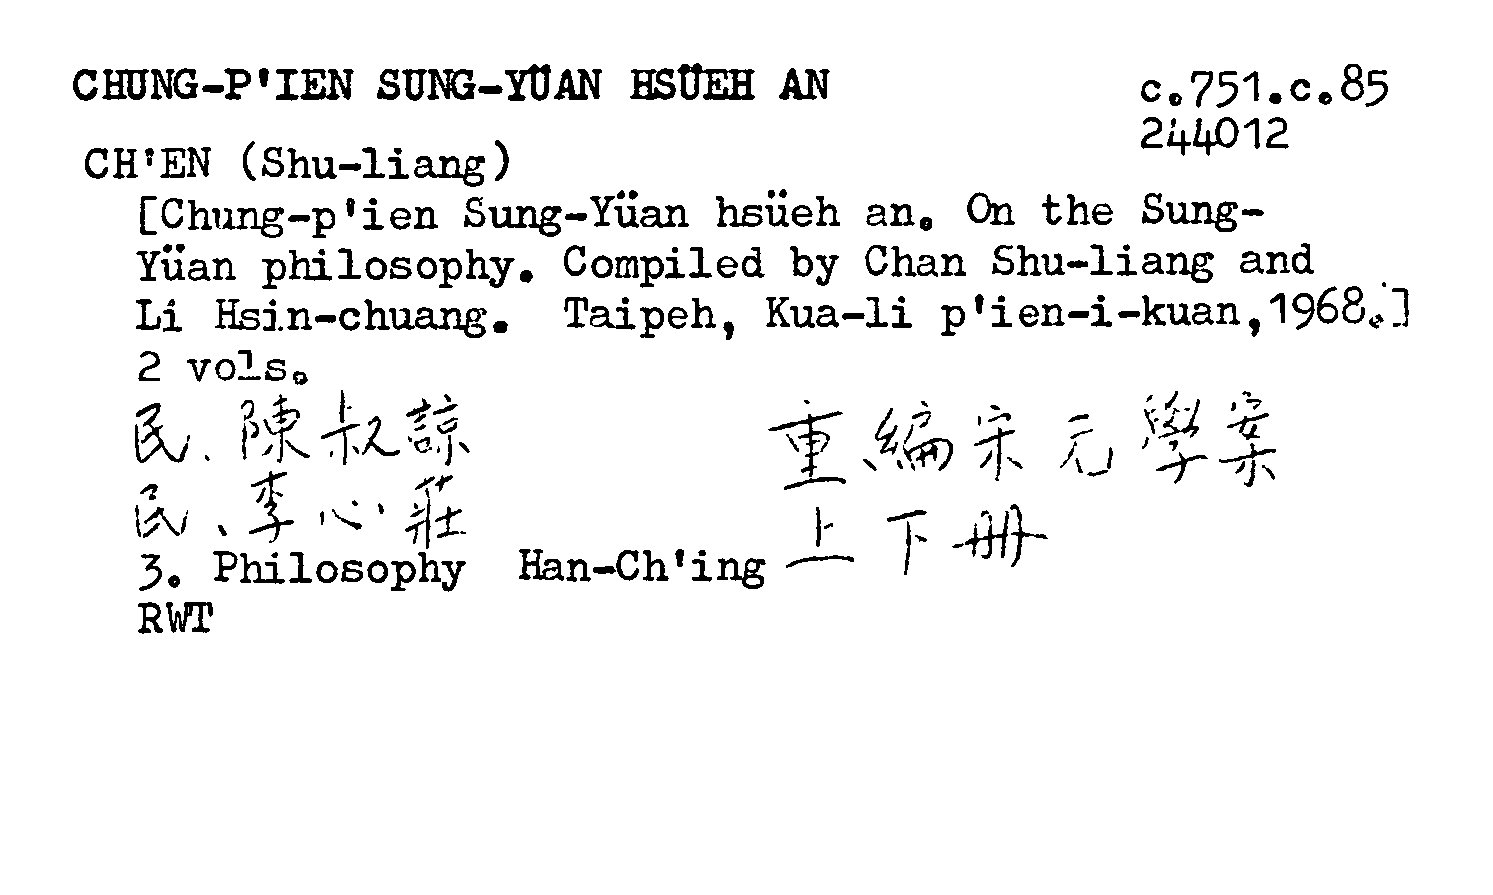 CHUNG-P'IEN SUNG-YÜAN HSÜEH AN
c.751.c.85
244012
CH'EN (Shu-liang)
[Chung-p'ien Sung-Yüan hsüeh an. On the Sung-
Yüan philosophy. Compiled by Chan Shu-liang and
Li Hsin-chuang. Taipeh, Kua-li p'ien-i-kuan,1968.]
2 vols.
民、陳叔諒 重編宋元學案
民、李心莊 上下冊
3. Philosophy Han-Ch'ing
RWT